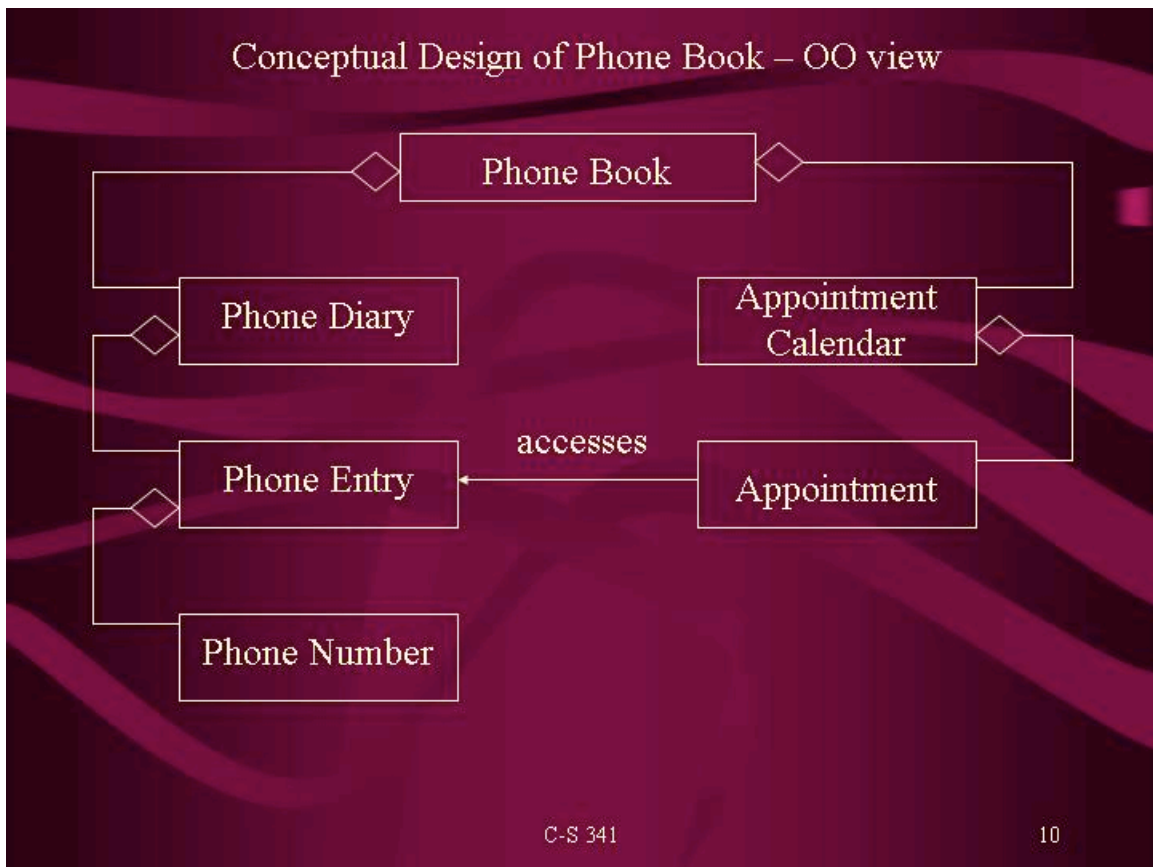 Conceptual Design of Phone Book – OO view
Phone Book
Phone Diary
Appointment
Calendar
accesses
Phone Entry
Appointment
Phone Number
C-S 341
10